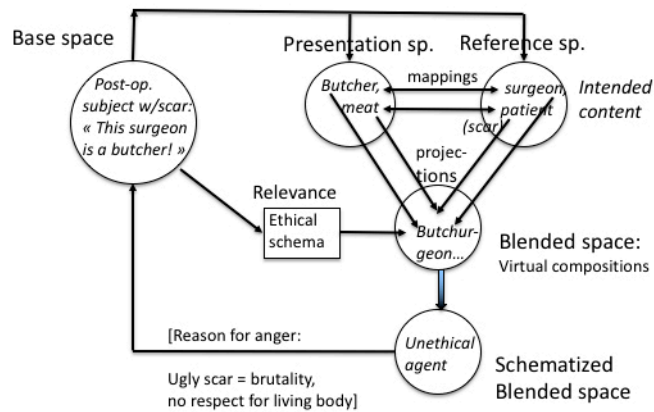 Base space
Presentation sp.
Reference sp.
Post-op.
subject w/scar:
« This surgeon
is a butcher! »
Butcher,
meat
mappings
surgeon,
patient
(scar)
Intended
content
projec-
tions
Relevance
Ethical
schema
Butchur-
geon...
Blended space:
Virtual compositions
[Reason for anger:
Ugly scar = brutality,
no respect for living body]
Unethical
agent
Schematized
Blended space